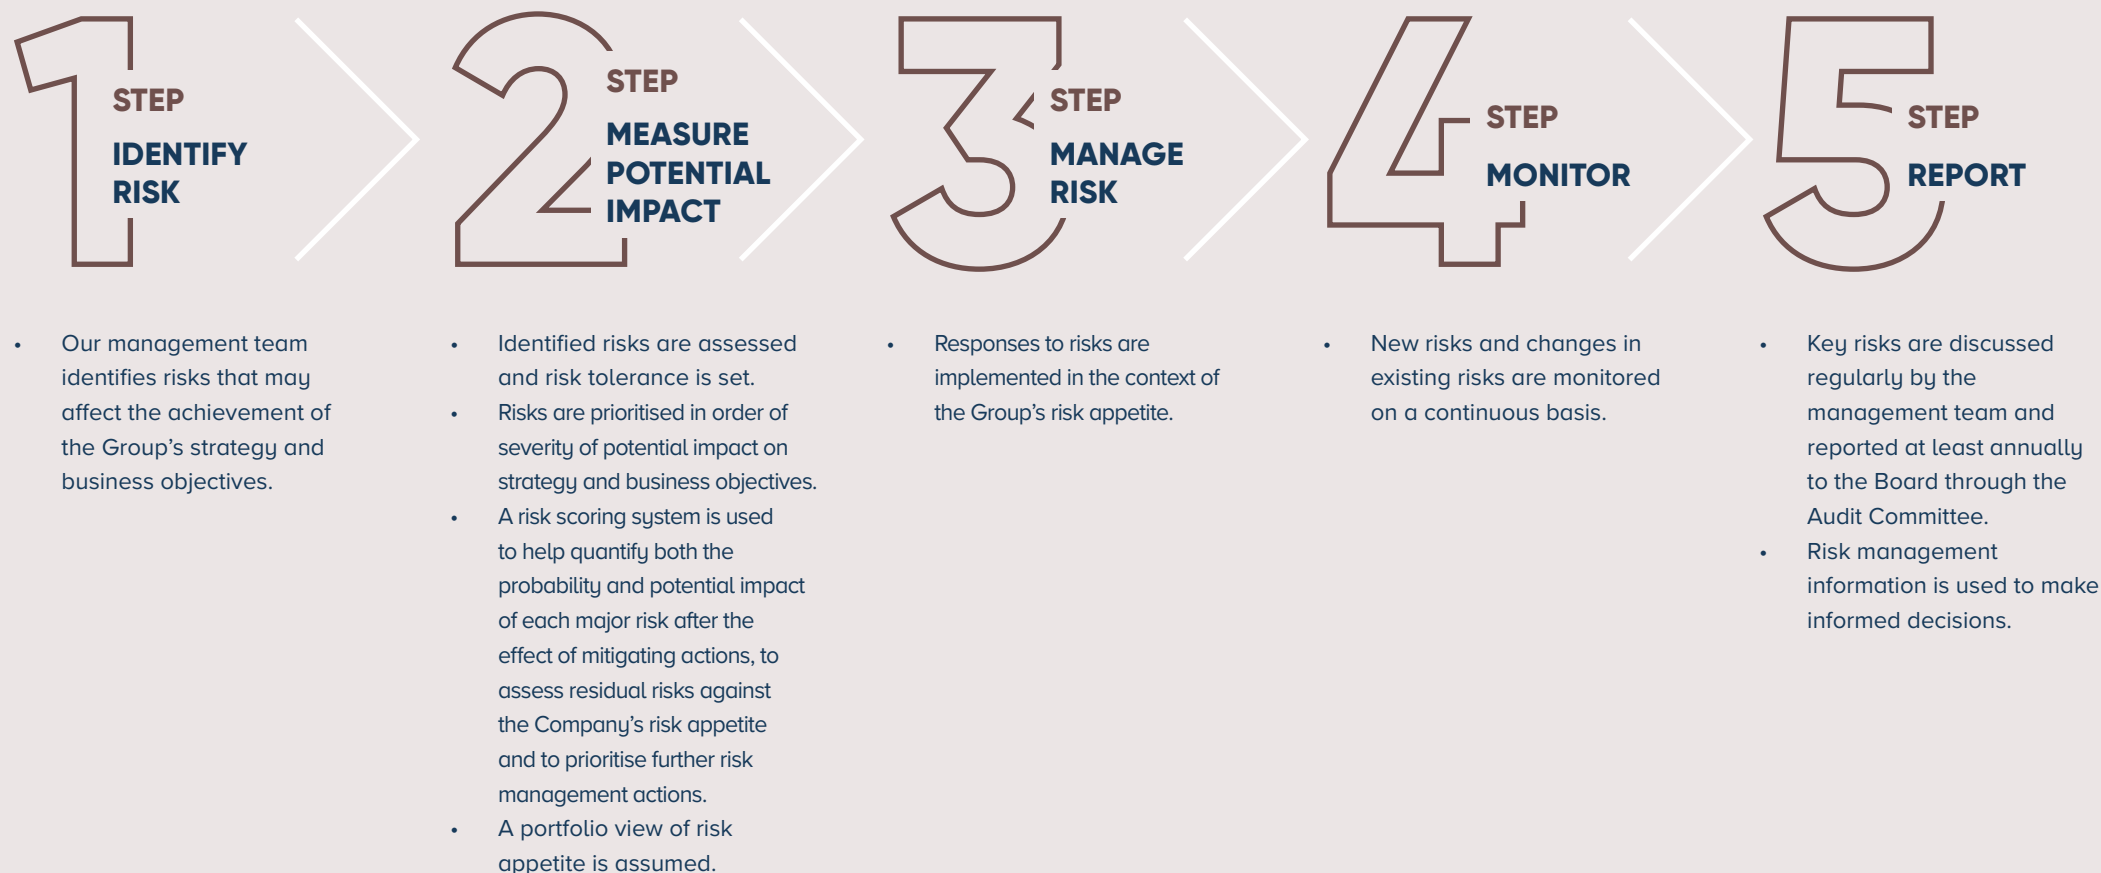 1
STEP
IDENTIFY
RISK
• Our management team
identifies risks that may
affect the achievement of
the Group’s strategy and
business objectives.
2
STEP
MEASURE
POTENTIAL
IMPACT
• Identified risks are assessed
and risk tolerance is set.
• Risks are prioritised in order of
severity of potential impact on
strategy and business objectives.
• A risk scoring system is used
to help quantify both the
probability and potential impact
of each major risk after the
effect of mitigating actions, to
assess residual risks against
the Company’s risk appetite
and to prioritise further risk
management actions.
• A portfolio view of risk
appetite is assumed.
3
STEP
MANAGE
RISK
• Responses to risks are
implemented in the context of
the Group’s risk appetite.
4
STEP
MONITOR
• New risks and changes in
existing risks are monitored
on a continuous basis.
5
STEP
REPORT
• Key risks are discussed
regularly by the
management team and
reported at least annually
to the Board through the
Audit Committee.
• Risk management
information is used to make
informed decisions.